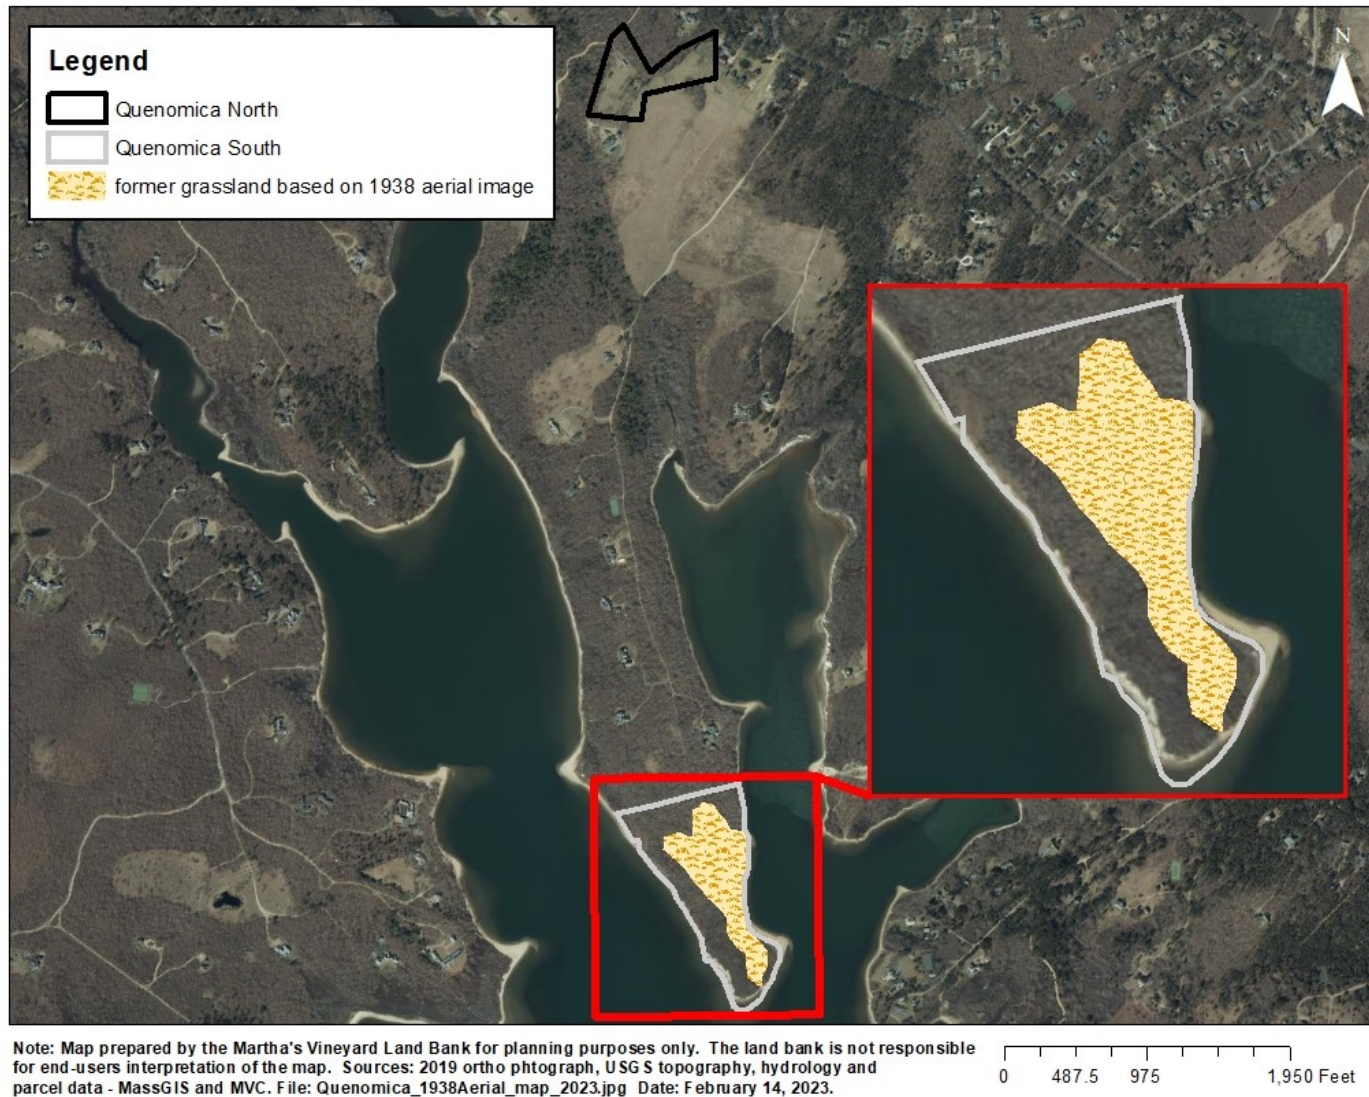 Legend
Quenomica North
Quenomica South
former grassland based on 1938 aerial image
N
Note: Map prepared by the Martha's Vineyard Land Bank for planning purposes only. The land bank is not responsible
for end-users interpretation of the map. Sources: 2019 ortho phtograph, USGS topography, hydrology and
parcel data - MassGIS and MVC. File: Quenomica_1938Aerial_map_2023.jpg Date: February 14, 2023.
0 487.5 975 1,950 Feet